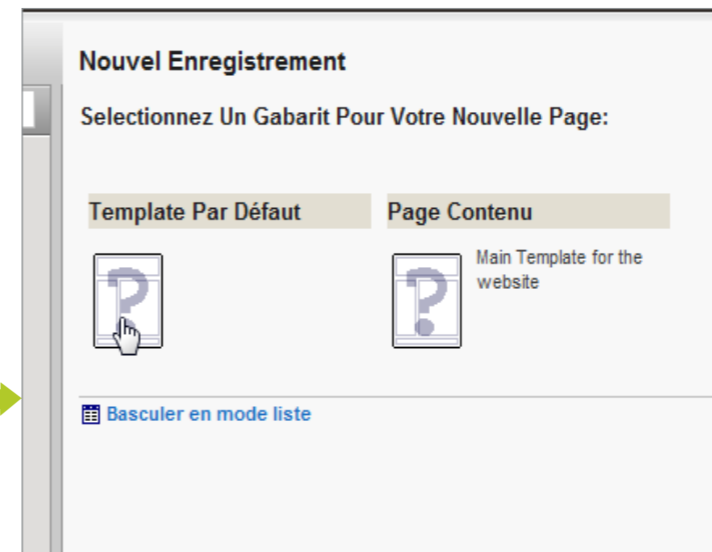 Nouvel Enregistrement
Selectionnez Un Gabarit Pour Votre Nouvelle Page:
Template Par Défaut
Page Contenu
Main Template for the
website
Basculer en mode liste